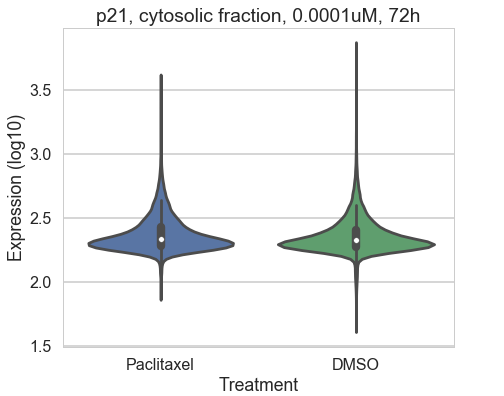 p21, cytosolic fraction, 0.0001uM, 72h
Expression (log10)
3.5
3.0
2.5
2.0
1.5
Paclitaxel
DMSO
Treatment